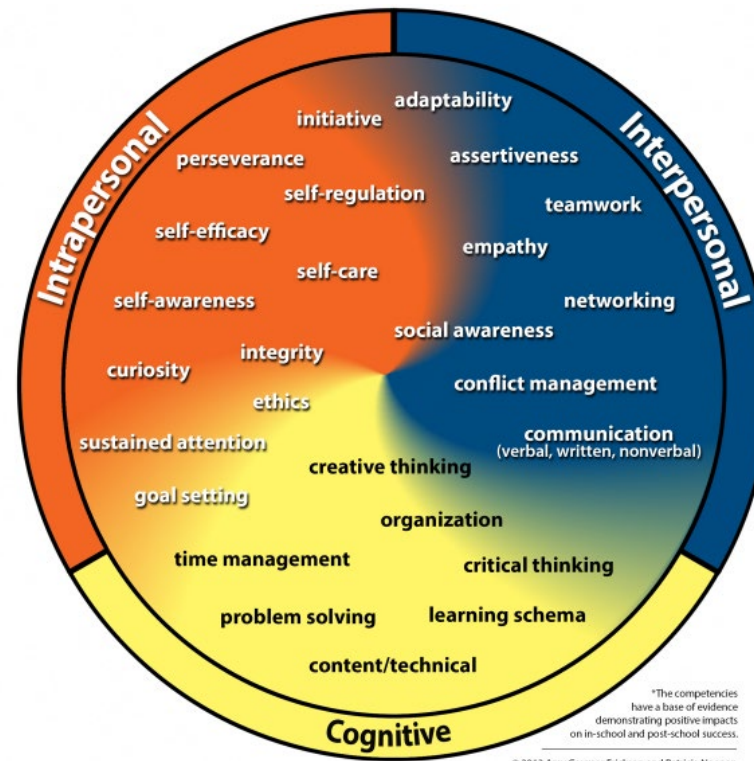 Intrapersonal
Interpersonal
Cognitive
adaptability
initiative
assertiveness
perseverance
self-regulation
teamwork
self-efficacy
empathy
self-care
self-awareness
networking
social awareness
integrity
curiosity
conflict management
ethics
communication
(verbal, written, nonverbal)
sustained attention
creative thinking
goal setting
organization
time management
critical thinking
problem solving
learning schema
content/technical
*The competencies
have a base of evidence
demonstrating positive impacts
on in-school and post-school success.